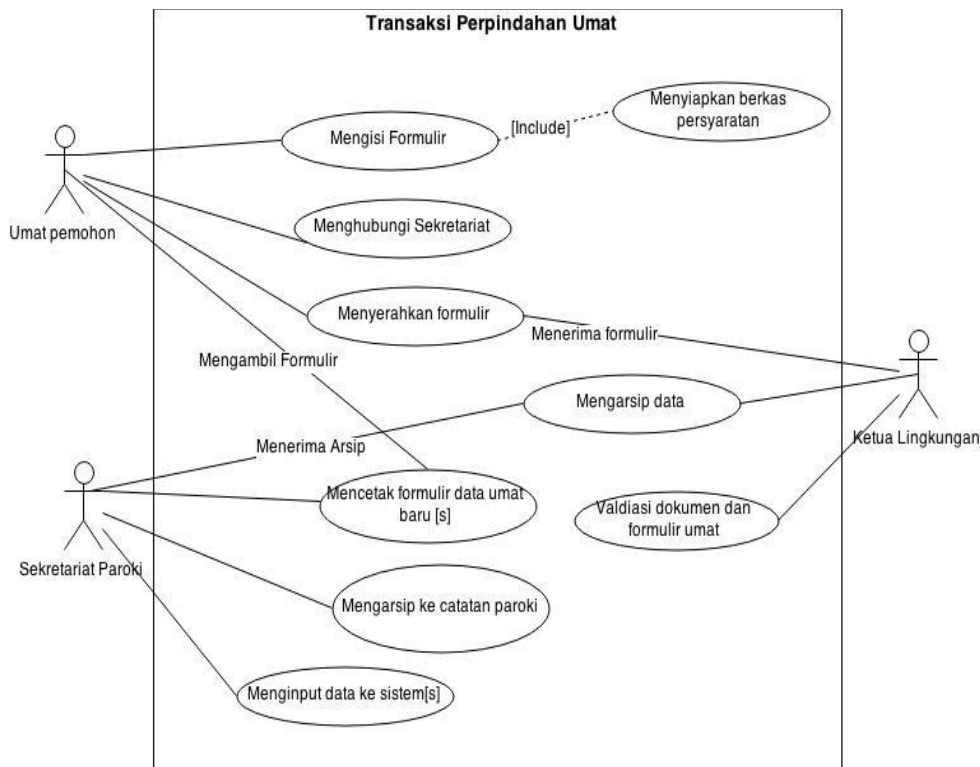 Transaksi Perpindahan Umat
Menyiapkan berkas
persyaratan
[Include]
Mengisi Formulir
Umat pemohon
Menghubungi Sekretariat
Menyerahkan formulir
Menerima formulir
Mengambil Formulir
Mengarsip data
Ketua Lingkungan
Menerima Arsip
Mencetak formulir data umat
baru [s]
Valdiasi dokumen dan
formulir umat
Sekretariat Paroki
Mengarsip ke catatan paroki
Menginput data ke sistem[s]